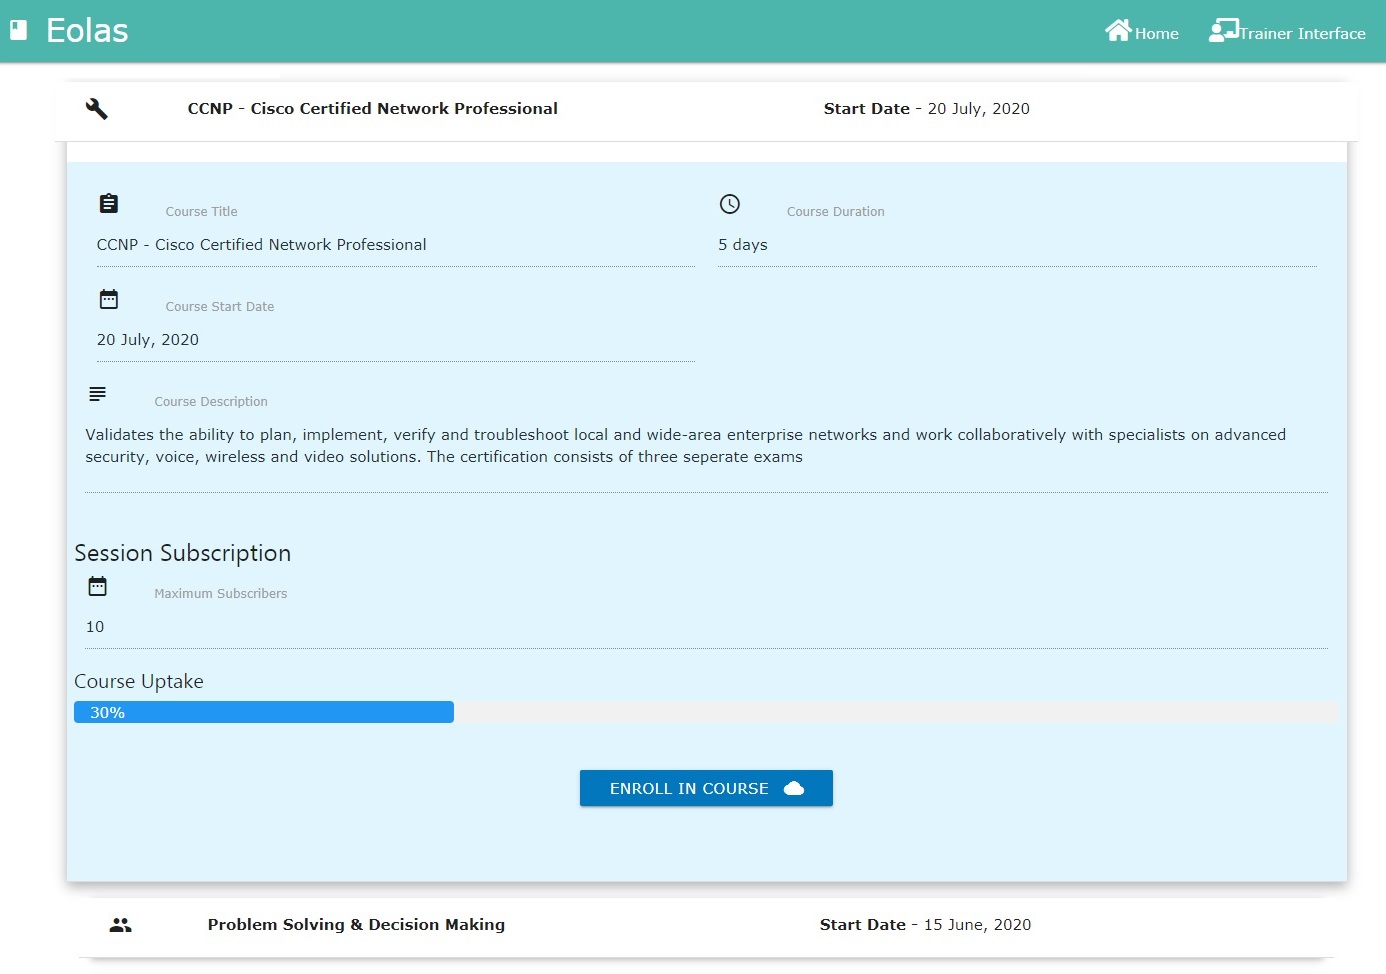 Eolas
Home
Trainer Interface
CCNP - Cisco Certified Network Professional
Start Date - 20 July, 2020
Course Title
Course Duration
CCNP - Cisco Certified Network Professional
5 days
Course Start Date
20 July, 2020
Course Description
Validates the ability to plan, implement, verify and troubleshoot local and wide-area enterprise networks and work collaboratively with specialists on advanced
security, voice, wireless and video solutions. The certification consists of three seperate exams
Session Subscription
Maximum Subscribers
10
Course Uptake
30%
ENROLL IN COURSE
Problem Solving & Decision Making
Start Date - 15 June, 2020